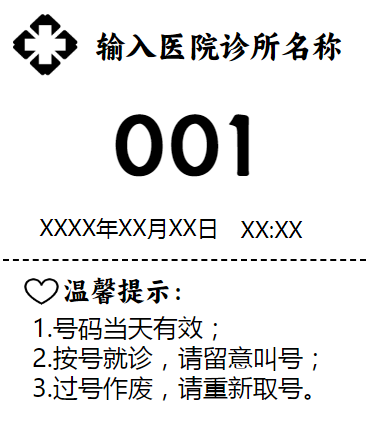 输入医院诊所名称
001
XXXX年XX月XX日 XX:XX
温馨提示：
1.号码当天有效；
2.按号就诊，请留意叫号；
3.过号作废，请重新取号。